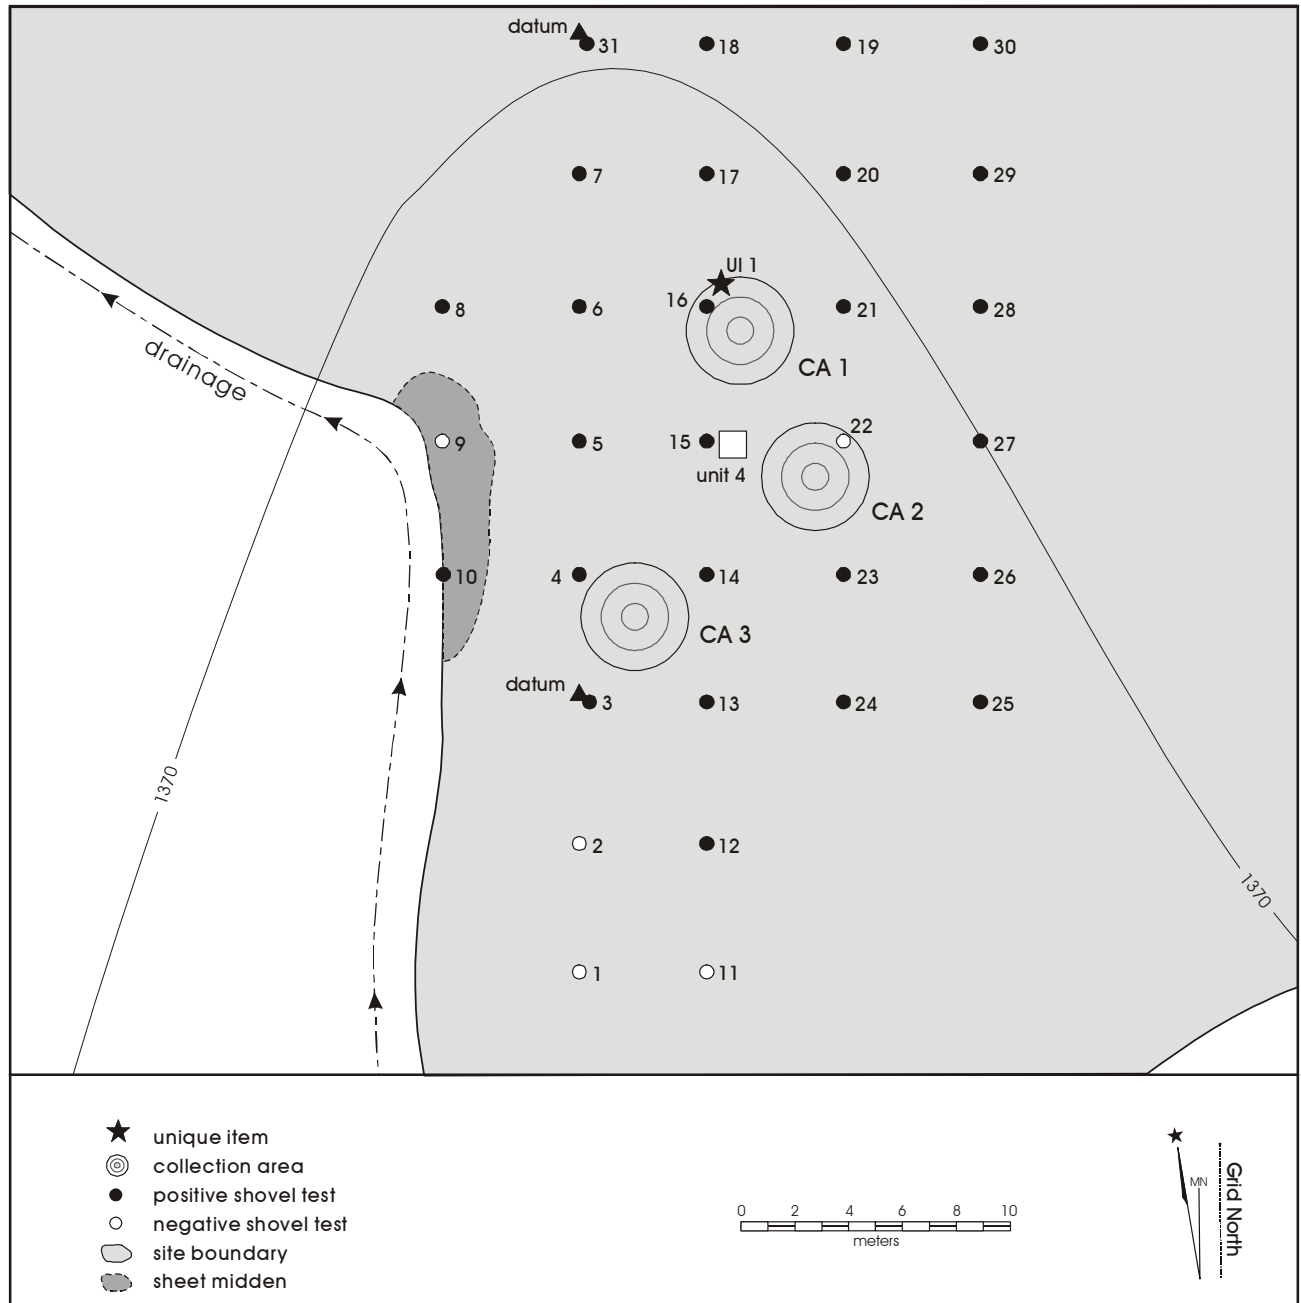 datum
31
18
19
30
7
17
20
29
UI 1
8
6
16
21
28
CA 1
drainage
9
5
15
22
27
unit 4
CA 2
10
4
14
23
26
CA 3
datum
3
13
24
25
1370
2
12
1370
1
11
unique item
collection area
positive shovel test
negative shovel test
site boundary
sheet midden
0 2 4 6 8 10
meters
MN
Grid North